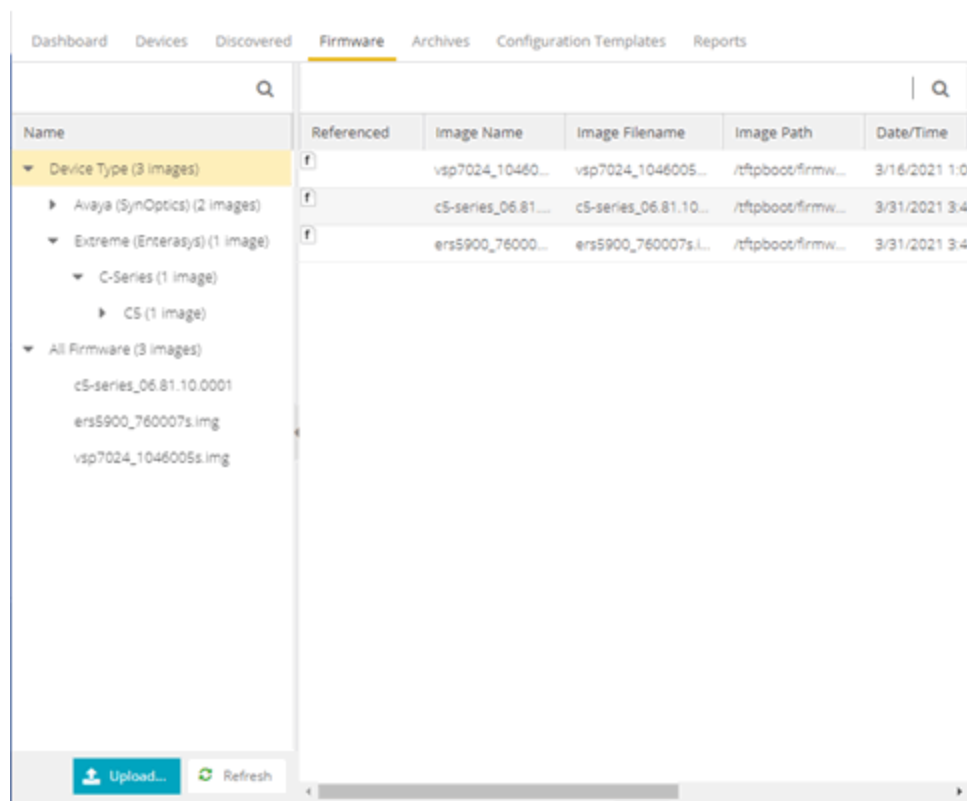 Dashboard Devices Discovered Firmware Archives Configuration Templates Reports
Name
Device Type (3 images)
Avaya (SynOptics) (2 images)
Extreme (Enterasys) (1 image)
C-Series (1 image)
C5 (1 image)
All Firmware (3 images)
c5-series_06.81.10.0001
ers5900_760007s.img
vsp7024_1046005s.img
Upload... Refresh
Referenced Image Name Image Filename Image Path Date/Time
f vsp7024_10460... vsp7024_1046005... /tftpboot/firmw... 3/16/2021 1:0
f c5-series_06.81.... c5-series_06.81.10... /tftpboot/firmw... 3/31/2021 3:4
f ers5900_76000... ers5900_760007s.i... /tftpboot/firmw... 3/31/2021 3:4